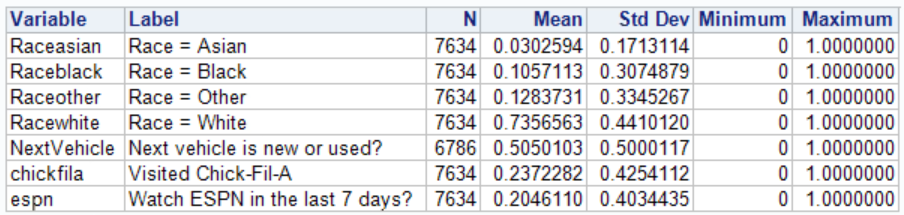 Variable Label N Mean Std Dev Minimum Maximum
Raceasian Race = Asian 7634 0.0302594 0.1713114 0 1.0000000
Raceblack Race = Black 7634 0.1057113 0.3074879 0 1.0000000
Raceother Race = Other 7634 0.1283731 0.3345267 0 1.0000000
Racewhite Race = White 7634 0.7356563 0.4410120 0 1.0000000
NextVehicle Next vehicle is new or used? 6786 0.5050103 0.5000117 0 1.0000000
chickfila Visited Chick-Fil-A 7634 0.2372282 0.4254112 0 1.0000000
espn Watch ESPN in the last 7 days? 7634 0.2046110 0.4034435 0 1.0000000